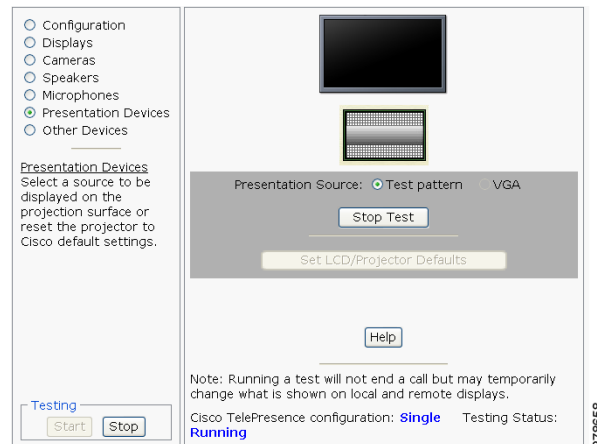 Configuration
Displays
Cameras
Speakers
Microphones
Presentation Devices
Other Devices
Presentation Devices
Select a source to be
displayed on the
projection surface or
reset the projector to
Cisco default settings.
Testing
Start Stop
Presentation Source: Test pattern VGA
Stop Test
Set LCD/Projector Defaults
Help
Note: Running a test will not end a call but may temporarily
change what is shown on local and remote displays.
Cisco TelePresence configuration: Single Testing Status:
Running